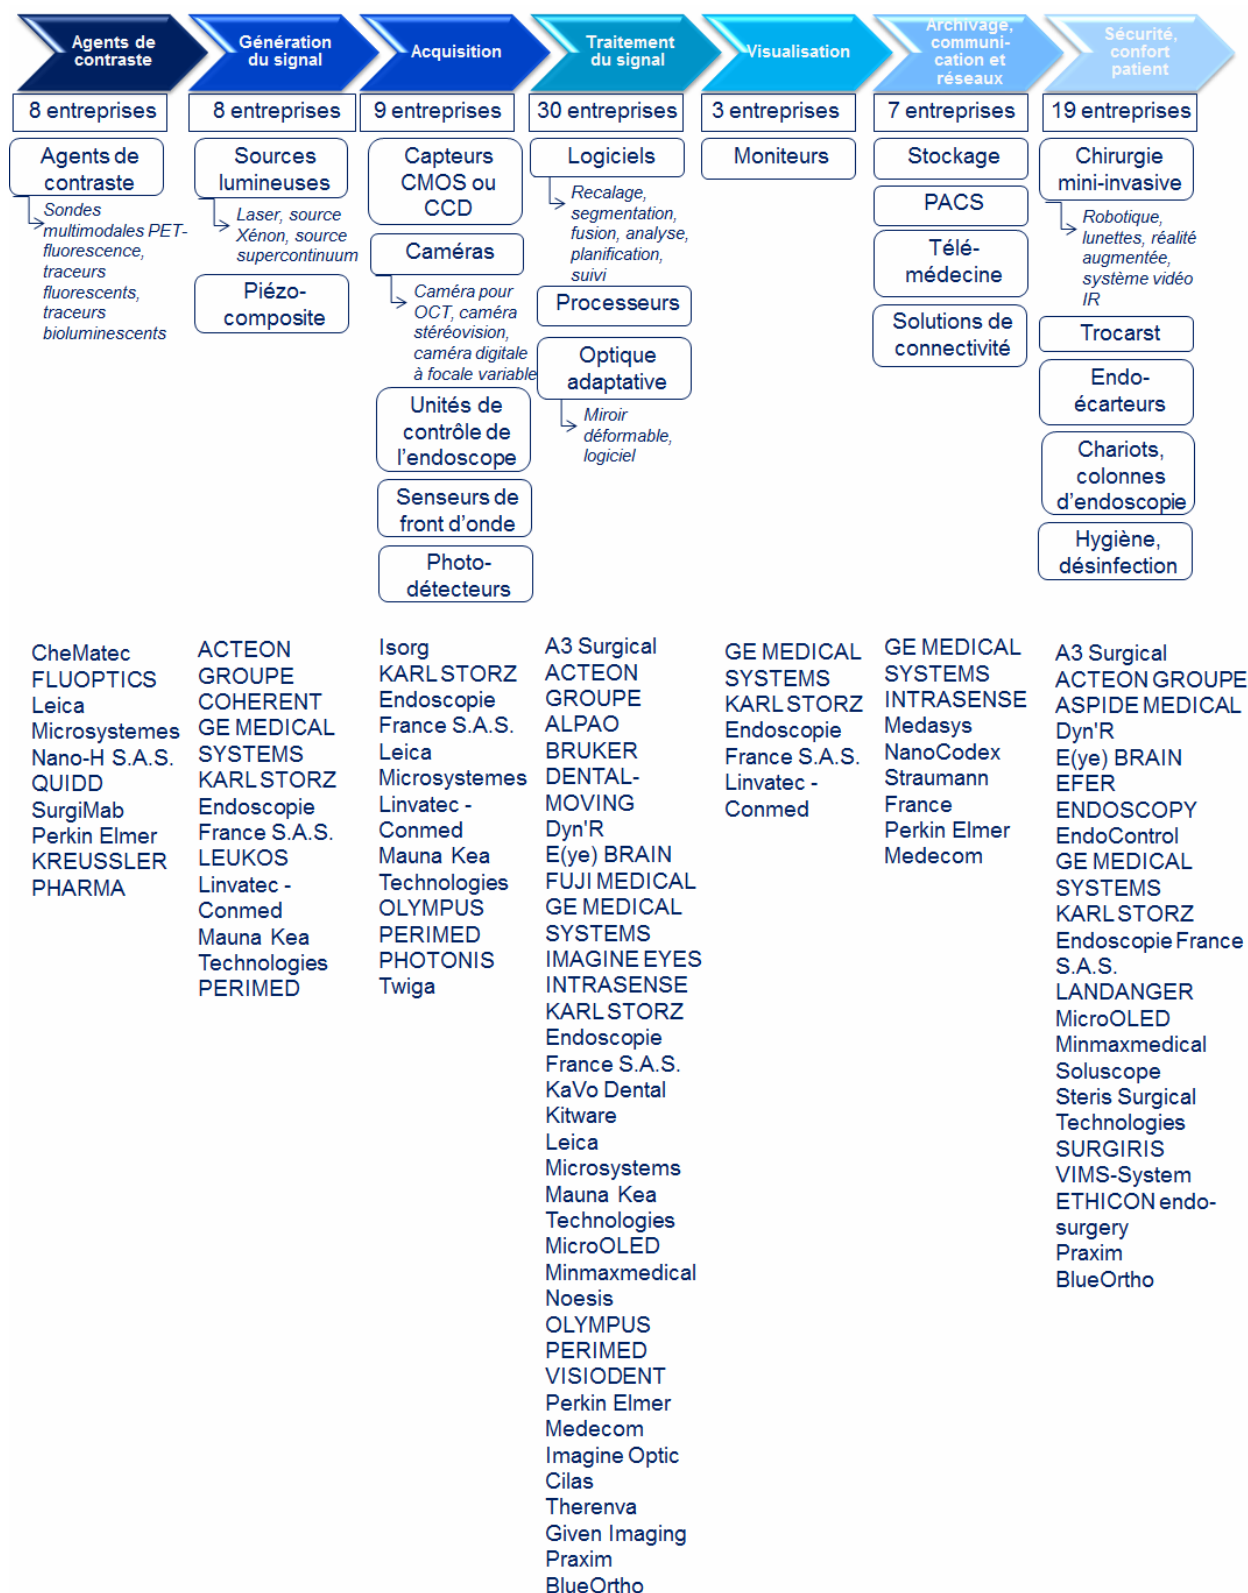 Agents de
contraste
Génération
du signal
Acquisition
Traitement
du signal
Visualisation
Archivage,
communi-
cation et
réseaux
Sécurité,
confort
patient
8 entreprises
8 entreprises
9 entreprises
30 entreprises
3 entreprises
7 entreprises
19 entreprises
Agents de
contraste
Sondes
multimodales PET-
fluorescence,
traceurs
fluorescents,
traceurs
bioluminescents
Sources
lumineuses
Laser, source
Xénon, source
supercontinuum
Piézo-
composite
Capteurs
CMOS ou
CCD
Caméras
Caméra pour
OCT, caméra
stéréovision,
caméra digitale
à focale variable
Unités de
contrôle de
l'endoscope
Senseurs de
front d'onde
Photo-
détecteurs
Logiciels
Recalage,
segmentation,
fusion, analyse,
planification,
suivi
Processeurs
Optique
adaptative
Miroir
déformable,
logiciel
Moniteurs
Stockage
PACS
Télé-
médecine
Solutions de
connectivité
Chirurgie
mini-invasive
Robotique,
lunettes, réalité
augmentée,
système vidéo
IR
Trocarst
Endo-
écarteurs
Chariots,
colonnes
d'endoscopie
Hygiène,
désinfection
CheMatec
FLUOPTICS
Leica
Microsystemes
Nano-H S.A.S.
QUIDD
SurgiMab
Perkin Elmer
KREUSSLER
PHARMA
ACTEON
GROUPE
COHERENT
GE MEDICAL
SYSTEMS
KARL STORZ
Endoscopie
France S.A.S.
LEUKOS
Linvatec -
Conmed
Mauna Kea
Technologies
PERIMED
Isorg
KARL STORZ
Endoscopie
France S.A.S.
Leica
Microsystemes
Linvatec -
Conmed
Mauna Kea
Technologies
OLYMPUS
PERIMED
PHOTONIS
Twiga
A3 Surgical
ACTEON
GROUPE
ALPAO
BRUKER
DENTAL-
MOVING
Dyn'R
E(ye) BRAIN
FUJI MEDICAL
GE MEDICAL
SYSTEMS
IMAGINE EYES
INTRASENSE
KARL STORZ
Endoscopie
France S.A.S.
KaVo Dental
Kitware
Leica
Microsystems
Mauna Kea
Technologies
MicroOLED
Minmaxmedical
Noesis
OLYMPUS
PERIMED
VISIODENT
Perkin Elmer
Medecom
Imagine Optic
Cilas
Therenva
Given Imaging
Praxim
BlueOrtho
GE MEDICAL
SYSTEMS
KARL STORZ
Endoscopie
France S.A.S.
Linvatec -
Conmed
GE MEDICAL
SYSTEMS
INTRASENSE
Medasys
NanoCodex
Straumann
France
Perkin Elmer
Medecom
A3 Surgical
ACTEON GROUPE
ASPIDE MEDICAL
Dyn'R
E(ye) BRAIN
EFER
ENDOSCOPY
EndoControl
GE MEDICAL
SYSTEMS
KARL STORZ
Endoscopie France
S.A.S.
LANDANGER
MicroOLED
Minmaxmedical
Soluscope
Steris Surgical
Technologies
SURGIRIS
VIMS-System
ETHICON endo-
surgery
Praxim
BlueOrtho